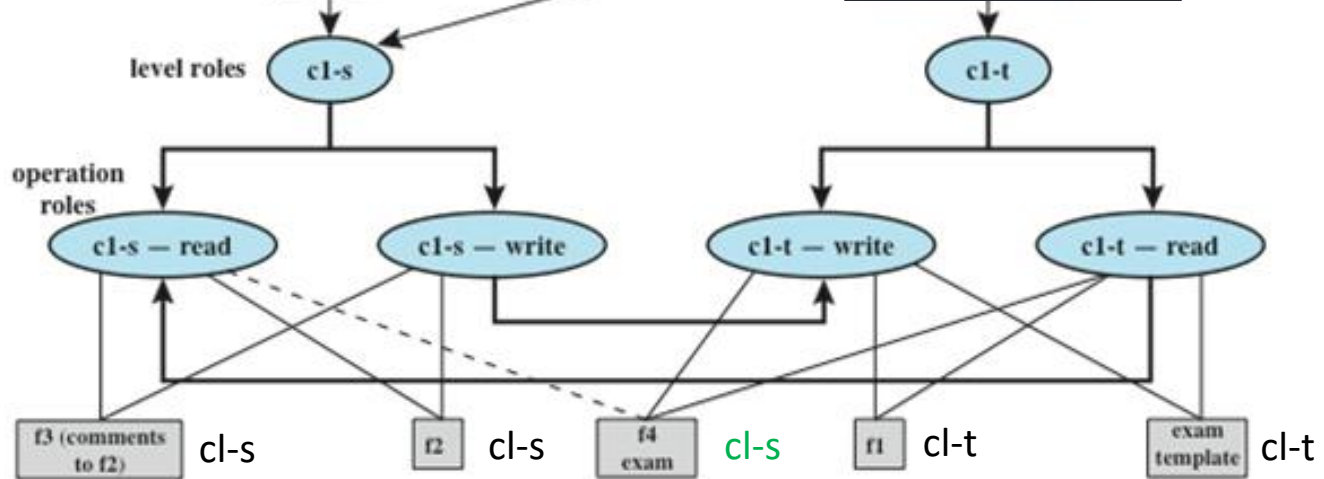 level roles
c1-s
c1-t
operation
roles
c1-s — read
c1-s — write
c1-t — write
c1-t — read
f3 (comments
to f2)
cl-s
f2
cl-s
f4
exam
cl-s
f1
cl-t
exam
template
cl-t